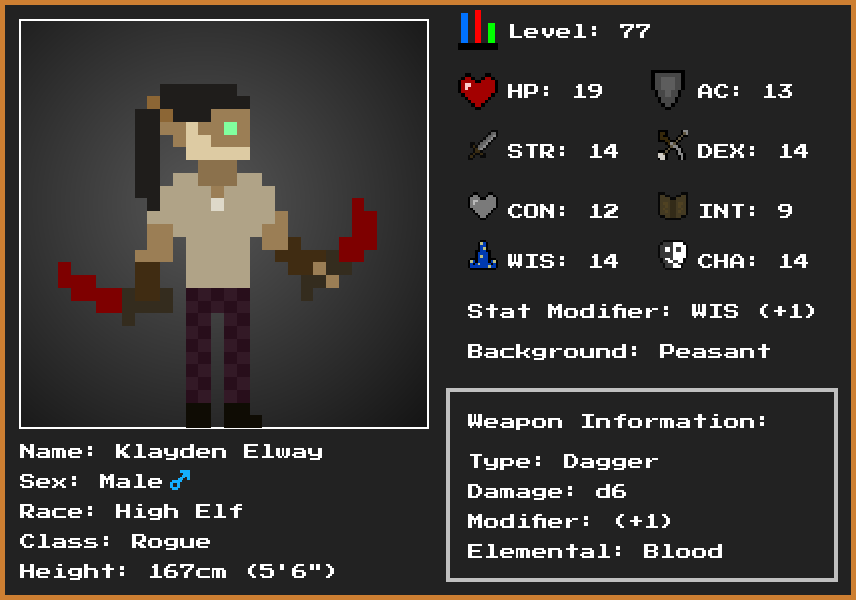 Level: 77
HP: 19
AC: 13
STR: 14
DEX: 14
CON: 12
INT: 9
WIS: 14
CHA: 14
Stat Modifier: WIS (+1)
Background: Peasant
Weapon Information:
Type: Dagger
Damage: d6
Modifier: (+1)
Elemental: Blood
Name: Klayden Elway
Sex: Male♂
Race: High Elf
Class: Rogue
Height: 167cm (5'6")